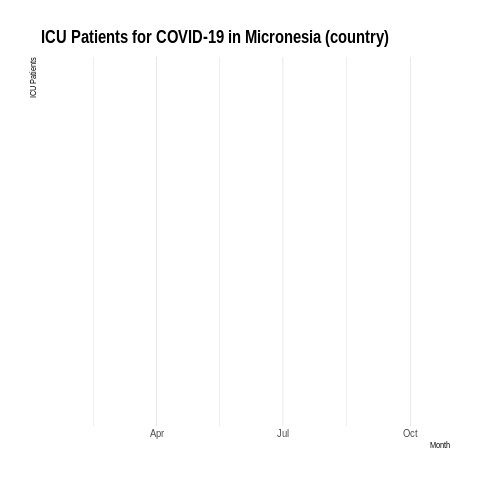 ICU Patients for COVID-19 in Micronesia (country)
ICU Patients
Apr Jul Oct
Month